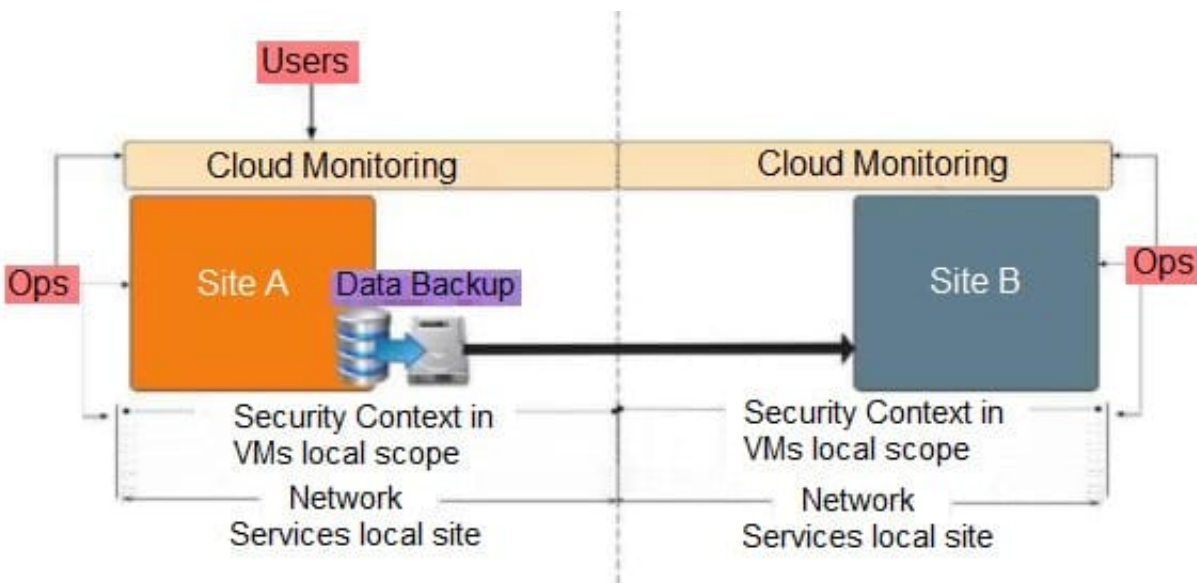 Users
Cloud Monitoring
Cloud Monitoring
Ops
Site A
Data Backup
Site B
Ops
Security Context in
VMs local scope
Security Context in
VMs local scope
Network
Services local site
Network
Services local site